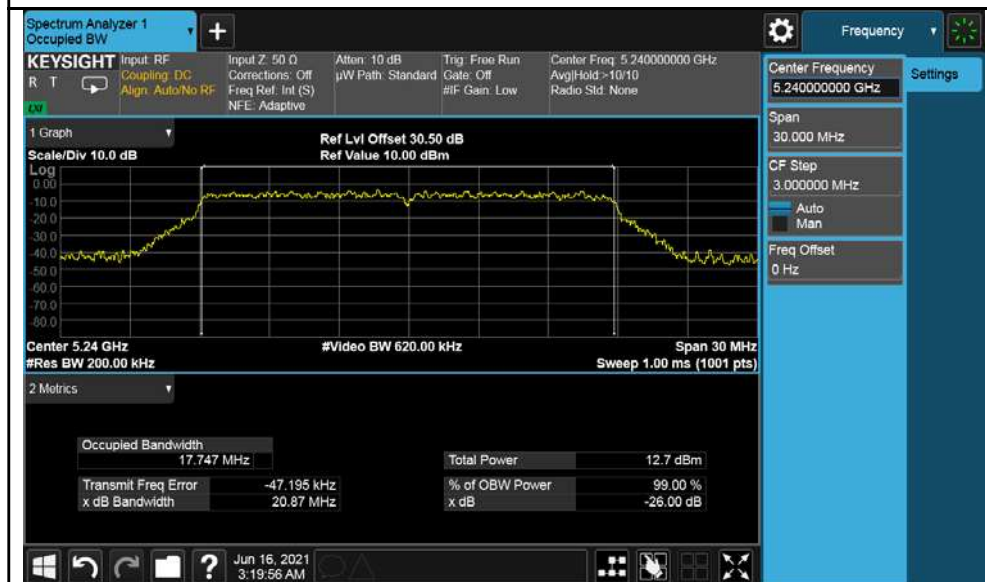 Spectrum Analyzer 1
Occupied BW
+
Frequency
KEYSIGHT
R T
LXI
Input: RF
Coupling: DC
Align: Auto/No RF
Input Z: 50 Ω
Corrections: Off
Freq Ref: Int (S)
NFE: Adaptive
Atten: 10 dB
µW Path: Standard
Trig: Free Run
Gate: Off
#IF Gain: Low
Center Freq: 5.240000000 GHz
Avg|Hold:>10/10
Radio Std: None
Center Frequency
5.240000000 GHz
Settings
Span
30.000 MHz
CF Step
3.000000 MHz
Auto
Man
Freq Offset
0 Hz
1 Graph
Scale/Div 10.0 dB
Ref Lvl Offset 30.50 dB
Ref Value 10.00 dBm
Log
0.00
-10.0
-20.0
-30.0
-40.0
-50.0
-60.0
-70.0
-80.0
Center 5.24 GHz
#Video BW 620.00 kHz
Span 30 MHz
#Res BW 200.00 kHz
Sweep 1.00 ms (1001 pts)
2 Metrics
Occupied Bandwidth
17.747 MHz
Total Power 12.7 dBm
Transmit Freq Error -47.195 kHz
% of OBW Power 99.00 %
x dB Bandwidth 20.87 MHz
x dB -26.00 dB
?
Jun 16, 2021
3:19:56 AM